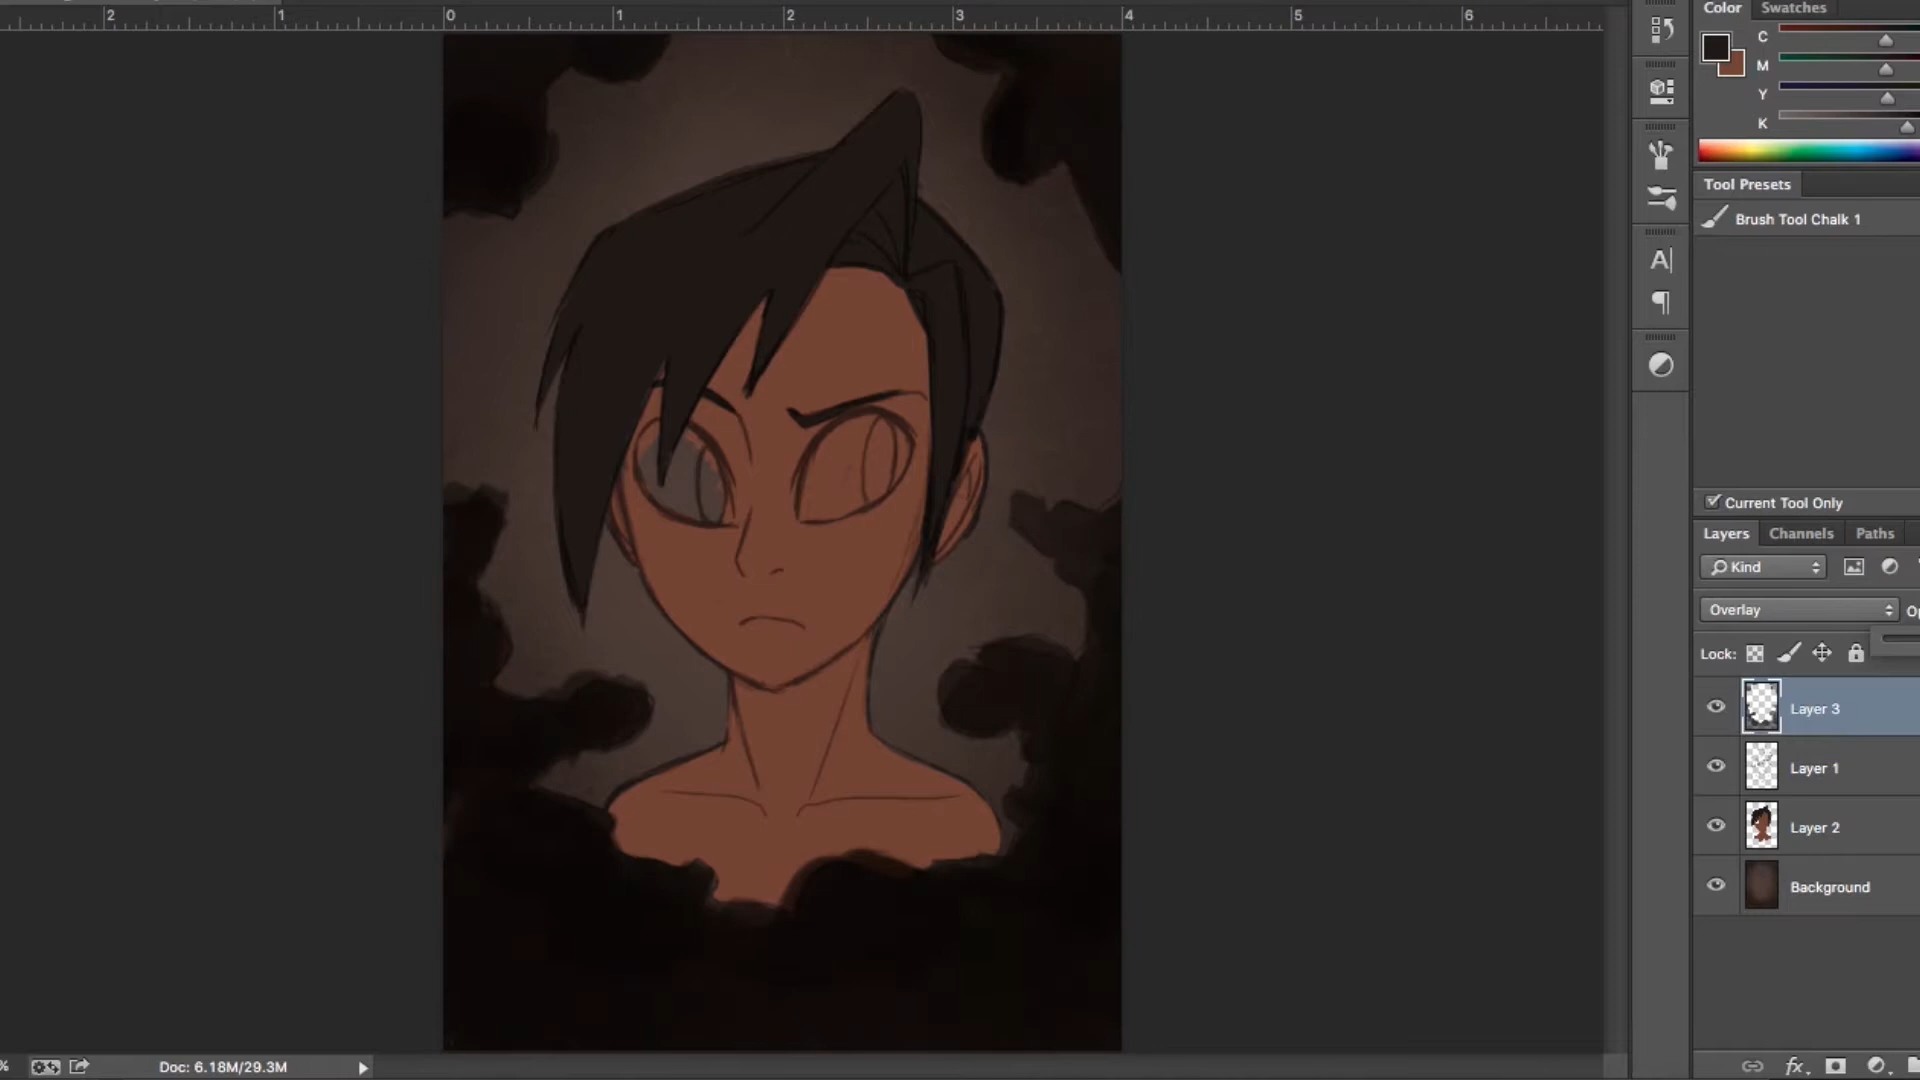 2 1 0 1 2 3 4 5 6
Color Swatches
C
M
Y
K
Tool Presets
Brush Tool Chalk 1
A
¶
Current Tool Only
Layers Channels Paths
Kind
Overlay
Lock:
Layer 3
Layer 1
Layer 2
Background
% Doc: 6.18M/29.3M
fx